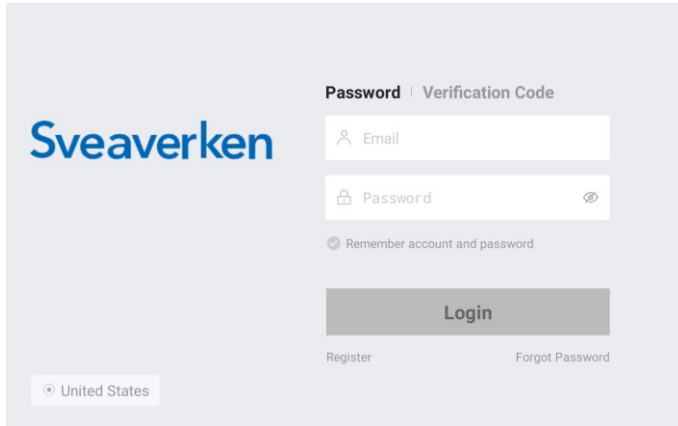 Sveaverken
Password | Verification Code
Email
Password
Remember account and password
Login
Register
Forgot Password
United States